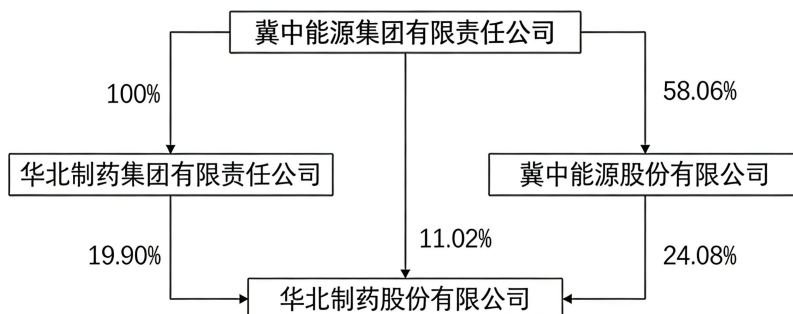 冀中能源集团有限责任公司
100%
58.06%
华北制药集团有限责任公司
冀中能源股份有限公司
19.90%
11.02%
24.08%
华北制药股份有限公司